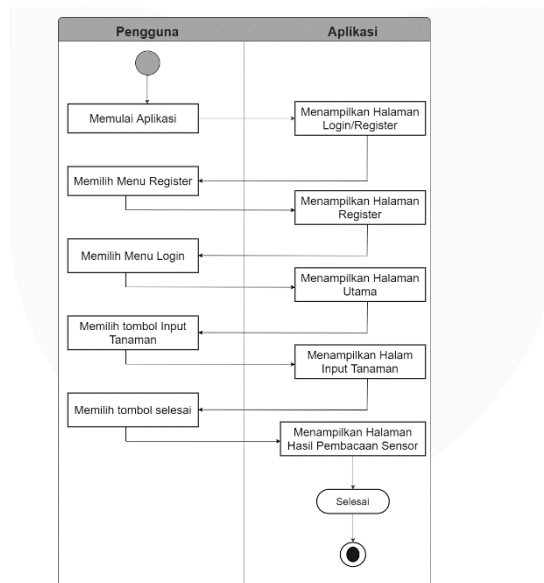 Pengguna
Aplikasi
Memulai Aplikasi
Menampilkan Halaman
Login/Register
Memilih Menu Register
Menampilkan Halaman
Register
Memilih Menu Login
Menampilkan Halaman
Utama
Memilih tombol Input
Tanaman
Menampilkan Halam
Input Tanaman
Memilih tombol selesai
Menampilkan Halaman
Hasil Pembacaan Sensor
Selesai